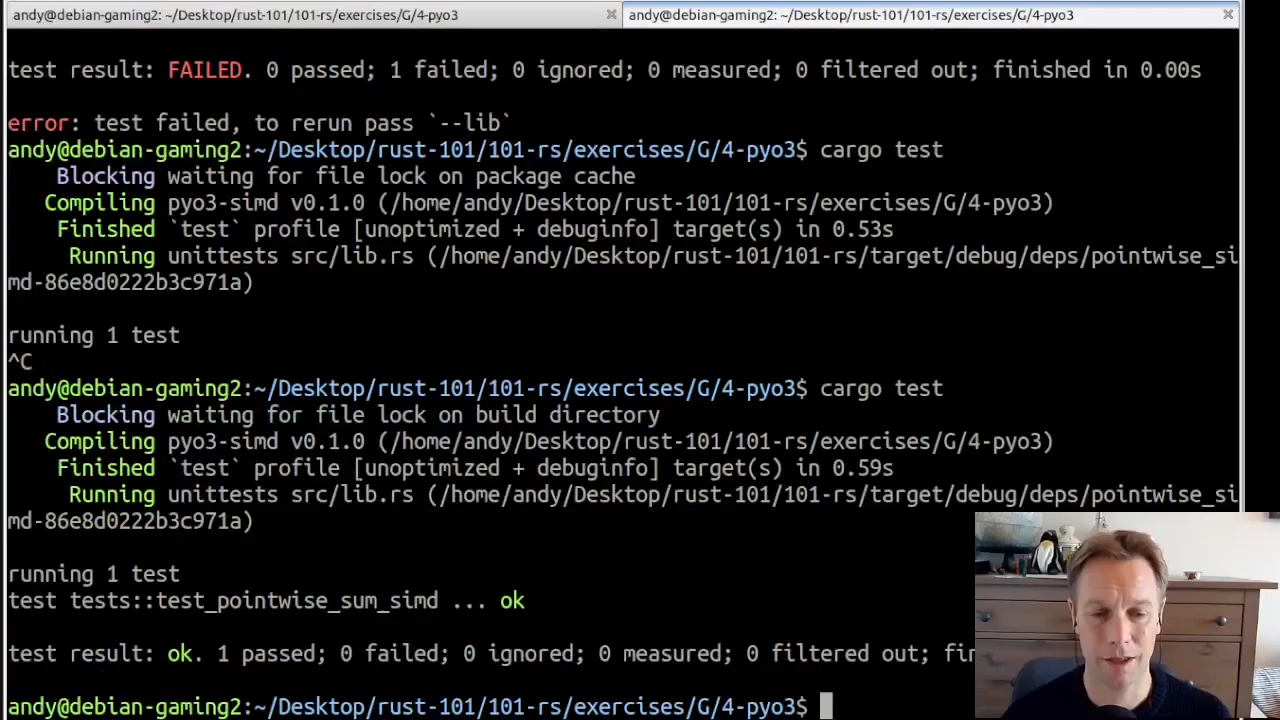 andy@debian-gaming2: ~/Desktop/rust-101/101-rs/exercises/G/4-pyo3
andy@debian-gaming2: ~/Desktop/rust-101/101-rs/exercises/G/4-pyo3
test result: FAILED. 0 passed; 1 failed; 0 ignored; 0 measured; 0 filtered out; finished in 0.00s
error: test failed, to rerun pass `--lib`
andy@debian-gaming2:~/Desktop/rust-101/101-rs/exercises/G/4-pyo3$ cargo test
Blocking waiting for file lock on package cache
Compiling pyo3-simd v0.1.0 (/home/andy/Desktop/rust-101/101-rs/exercises/G/4-pyo3)
Finished `test` profile [unoptimized + debuginfo] target(s) in 0.53s
Running unittests src/lib.rs (/home/andy/Desktop/rust-101/101-rs/target/debug/deps/pointwise_si
md-86e8d0222b3c971a)
running 1 test
^C
andy@debian-gaming2:~/Desktop/rust-101/101-rs/exercises/G/4-pyo3$ cargo test
Blocking waiting for file lock on build directory
Compiling pyo3-simd v0.1.0 (/home/andy/Desktop/rust-101/101-rs/exercises/G/4-pyo3)
Finished `test` profile [unoptimized + debuginfo] target(s) in 0.59s
Running unittests src/lib.rs (/home/andy/Desktop/rust-101/101-rs/target/debug/deps/pointwise_si
md-86e8d0222b3c971a)
running 1 test
test tests::test_pointwise_sum_simd ... ok
test result: ok. 1 passed; 0 failed; 0 ignored; 0 measured; 0 filtered out; fin
andy@debian-gaming2:~/Desktop/rust-101/101-rs/exercises/G/4-pyo3$